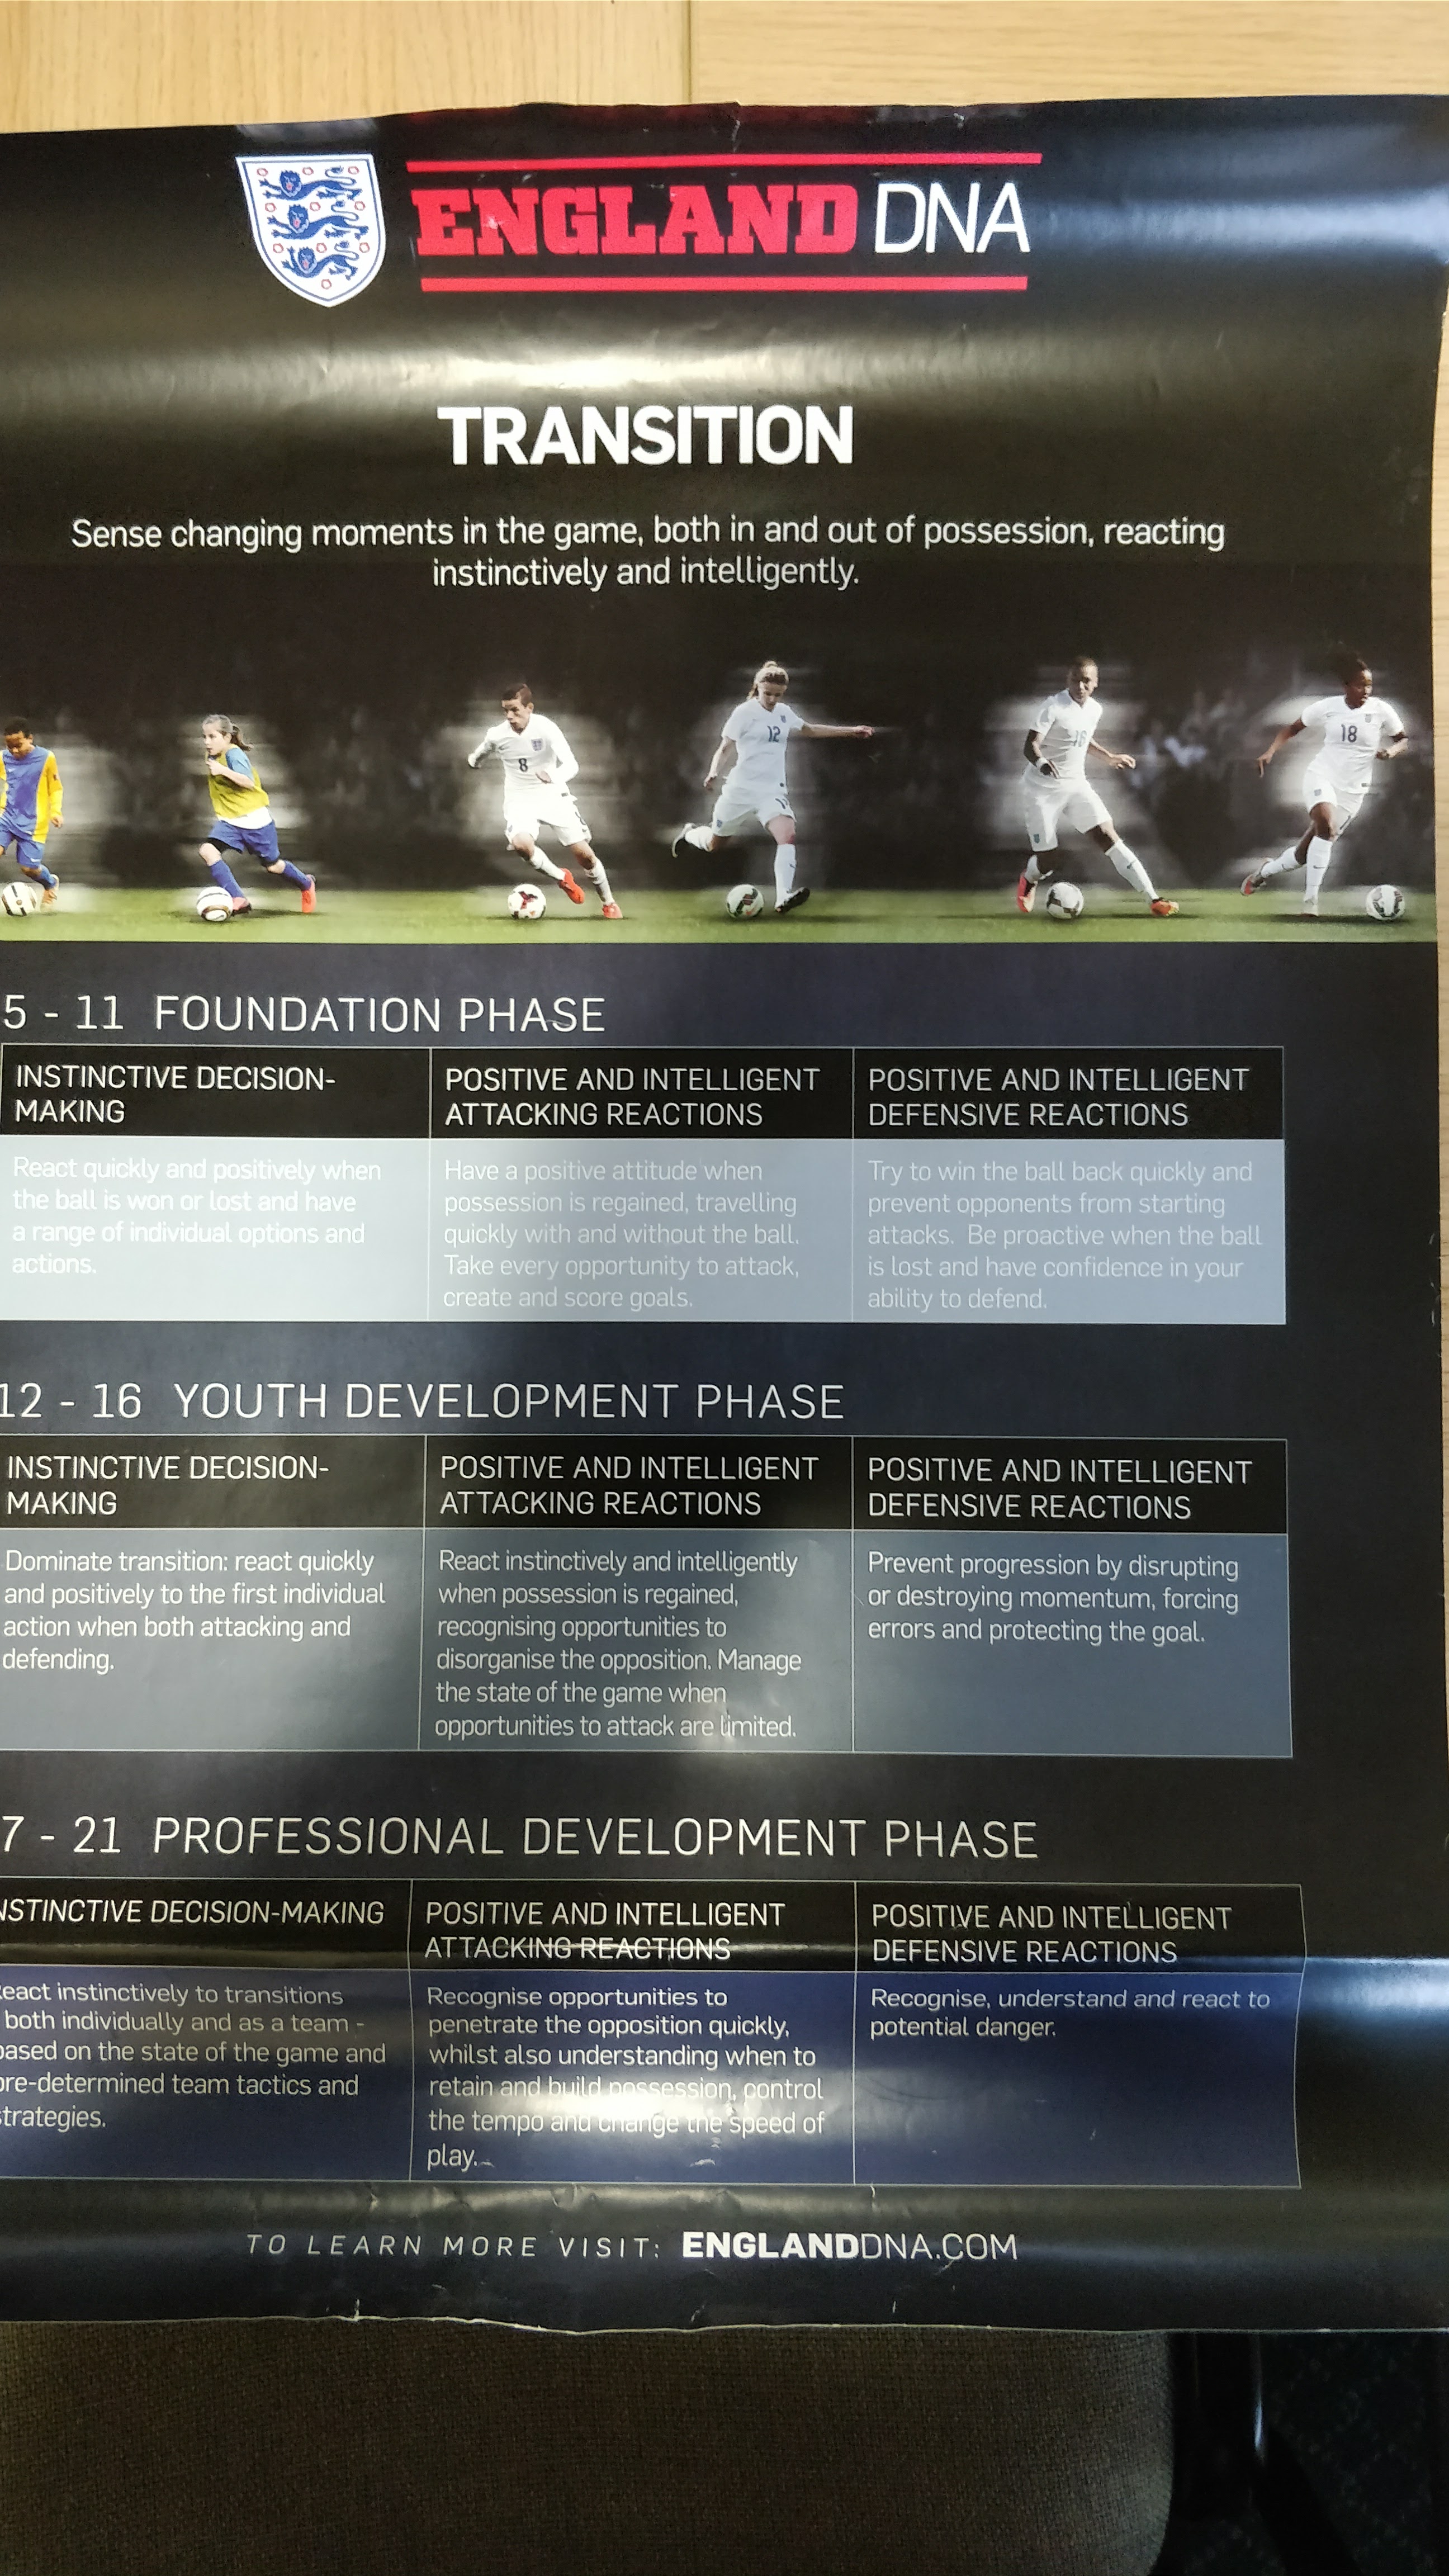 ENGLAND DNA
TRANSITION
Sense changing moments in the game, both in and out of possession, reacting
instinctively and intelligently.
8
12
16
18
5 - 11 FOUNDATION PHASE
INSTINCTIVE DECISION-
MAKING
React quickly and positively when
the ball is won or lost and have
a range of individual options and
actions.
POSITIVE AND INTELLIGENT
ATTACKING REACTIONS
Have a positive attitude when
possession is regained, travelling
quickly with and without the ball.
Take every opportunity to attack,
create and score goals.
POSITIVE AND INTELLIGENT
DEFENSIVE REACTIONS
Try to win the ball back quickly and
prevent opponents from starting
attacks. Be proactive when the ball
is lost and have confidence in your
ability to defend.
12 - 16 YOUTH DEVELOPMENT PHASE
INSTINCTIVE DECISION-
MAKING
Dominate transition: react quickly
and positively to the first individual
action when both attacking and
defending.
POSITIVE AND INTELLIGENT
ATTACKING REACTIONS
React instinctively and intelligently
when possession is regained,
recognising opportunities to
disorganise the opposition. Manage
the state of the game when
opportunities to attack are limited.
POSITIVE AND INTELLIGENT
DEFENSIVE REACTIONS
Prevent progression by disrupting
or destroying momentum, forcing
errors and protecting the goal.
7 - 21 PROFESSIONAL DEVELOPMENT PHASE
NSTINCTIVE DECISION-MAKING
eact instinctively to transitions
both individually and as a team -
ased on the state of the game and
re-determined team tactics and
trategies.
POSITIVE AND INTELLIGENT
ATTACKING REACTIONS
Recognise opportunities to
penetrate the opposition quickly,
whilst also understanding when to
retain and build possession, control
the tempo and change the speed of
play.
POSITIVE AND INTELLIGENT
DEFENSIVE REACTIONS
Recognise, understand and react to
potential danger.
TO LEARN MORE VISIT: ENGLANDDNA.COM